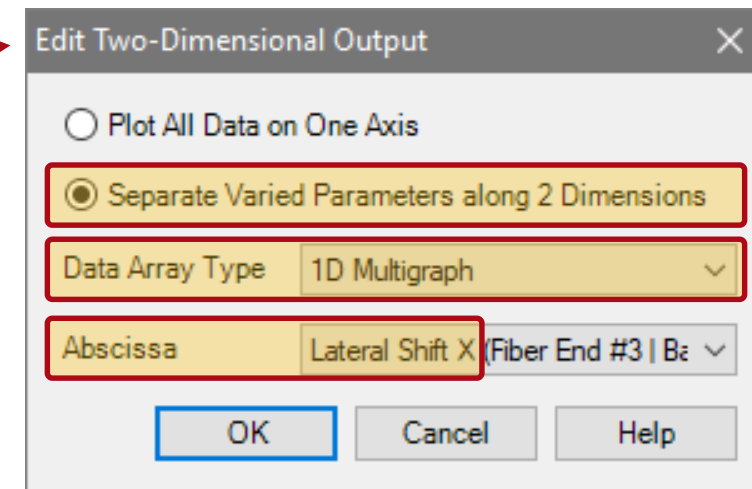 Edit Two-Dimensional Output
Plot All Data on One Axis
Separate Varied Parameters along 2 Dimensions
Data Array Type 1D Multigraph
Abscissa Lateral Shift X (Fiber End #3 | Ba
OK Cancel Help